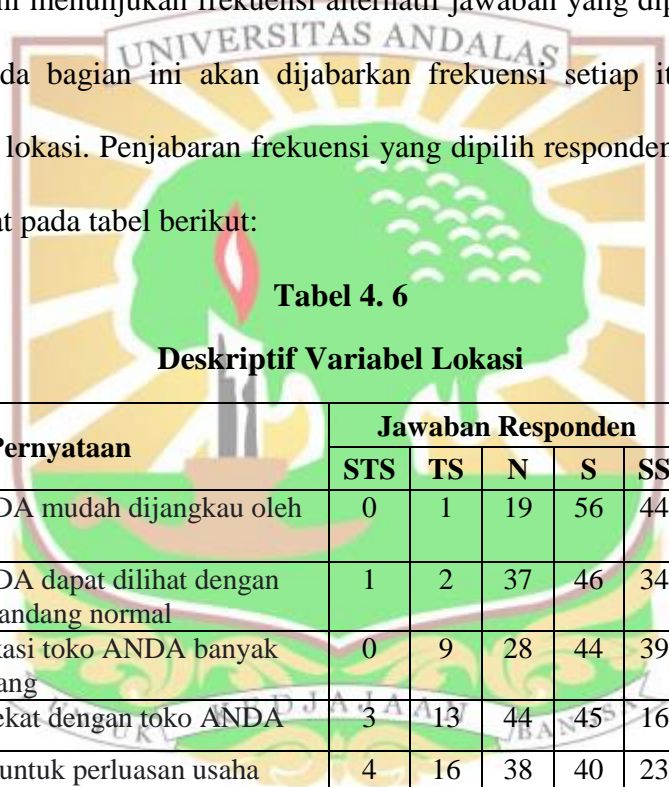 menunjukan frekuensi alternatif jawaban yang
UNIVERSITAS ANDALAS
da bagian ini akan dijabarkan frekuensi setiap
lokasi. Penjabaran frekuensi yang dipilih responden
at pada tabel berikut:
Tabel 4. 6
Deskriptif Variabel Lokasi
Pernyataan Jawaban Responden
STS TS N S SS
DA mudah dijangkau oleh 0 1 19 56 44
DA dapat dilihat dengan 1 2 37 46 34
andang normal
kasi toko ANDA banyak 0 9 28 44 39
ang
ekat dengan toko ANDA 3 13 44 45 16
UK KEDJAJAAN BANGSA
untuk perluasan usaha 4 16 38 40 23